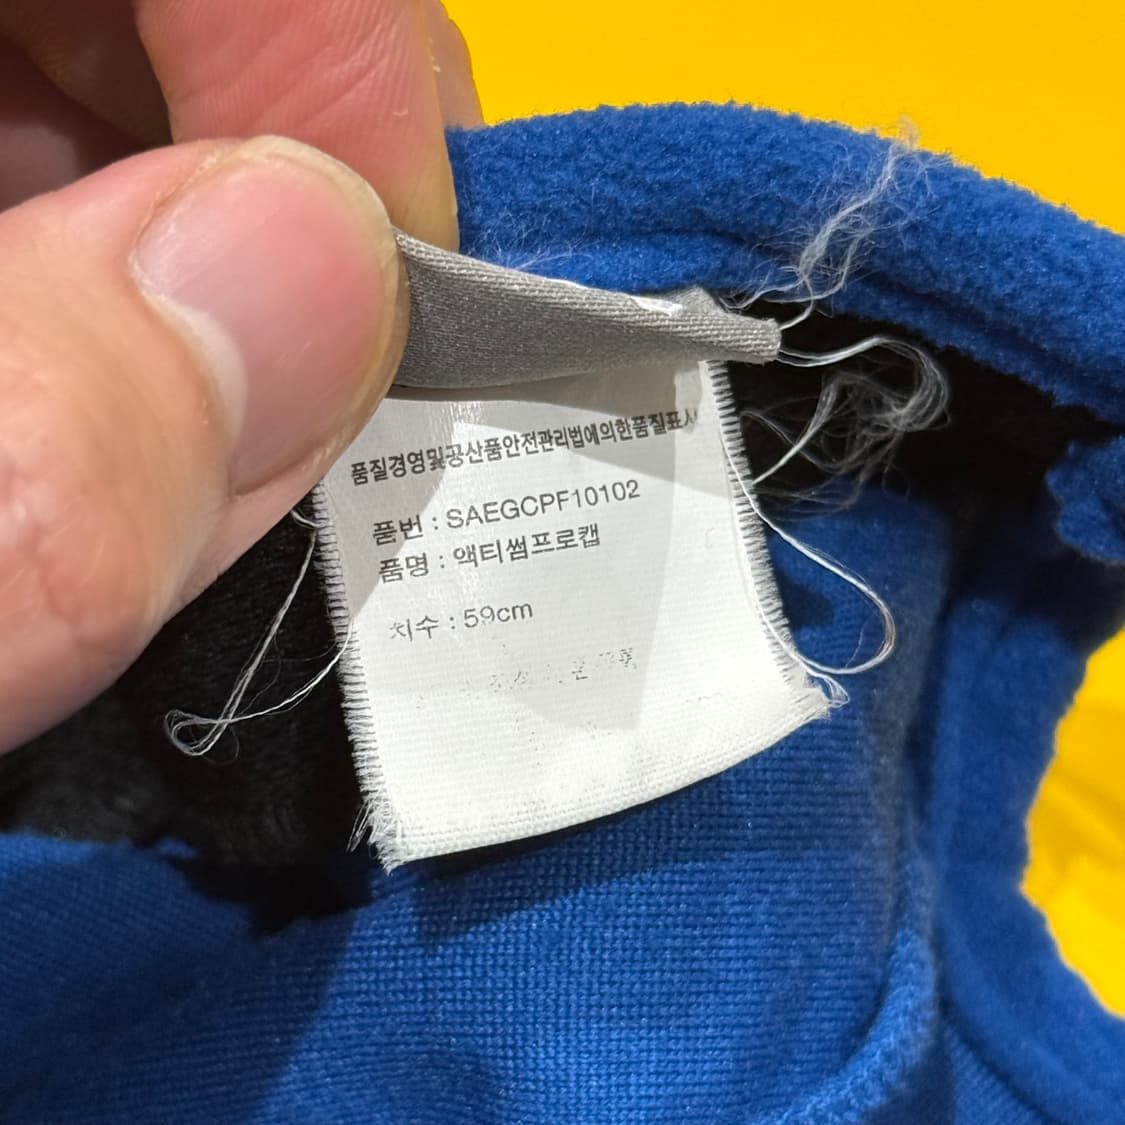 품질경영및공산품안전관리법에의한품질표시
품번 : SAEGCPF10102
품명 : 액티썸프로캡
치수 : 59cm